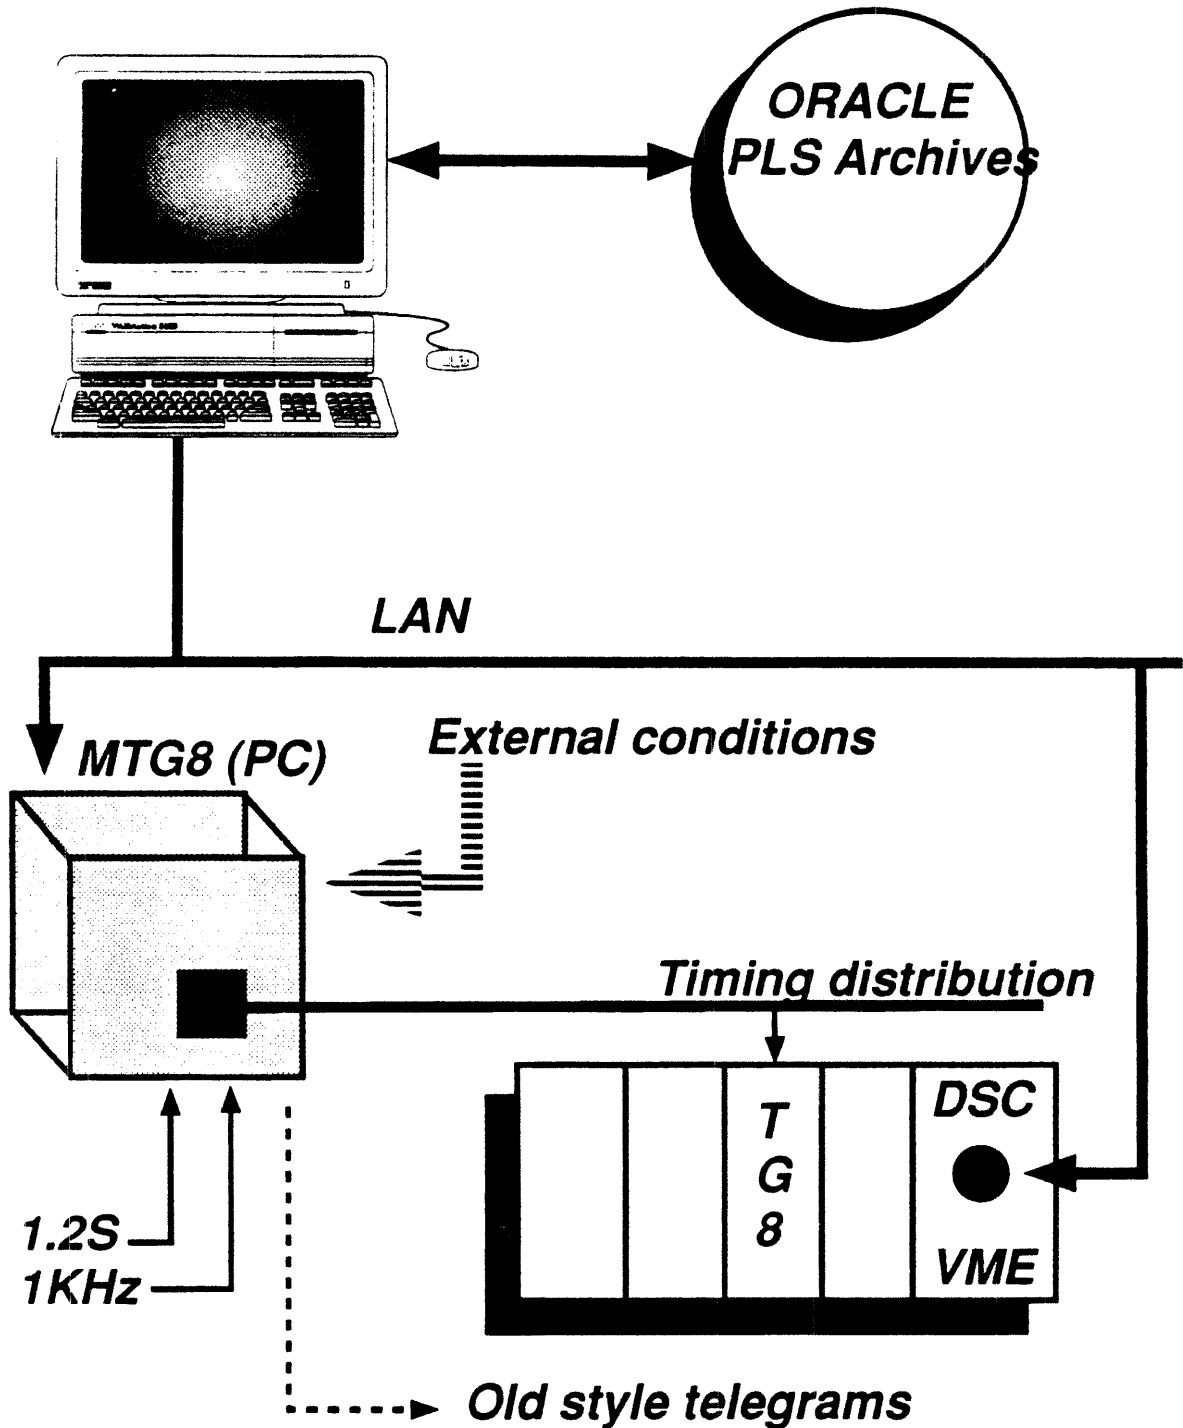 ORACLE
PLS Archives
LAN
External conditions
MTG8 (PC)
Timing distribution
T
G
8
DSC
VME
1.2S
1KHz
Old style telegrams